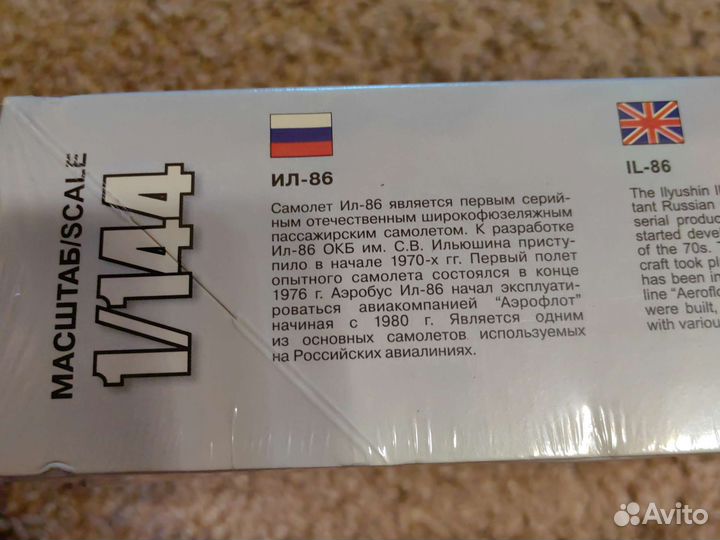 МАСШТАБ/SCALE
1/144
ИЛ-86
Самолет Ил-86 является первым серий-
ным отечественным широкофюзеляжным
пассажирским самолетом. К разработке
Ил-86 ОКБ им. С.В. Ильюшина присту-
пило в начале 1970-х гг. Первый полет
опытного самолета состоялся в конце
1976 г. Аэробус Ил-86 начал эксплуати-
роваться авиакомпанией "Аэрофлот"
начиная с 1980 г. Является одним
из основных самолетов используемых
на Российских авиалиниях.
IL-86
The Ilyushin Il
tant Russian
serial produc
started devel
of the 70s. T
craft took pl
has been in
line "Aeroflo
were built,
with variou
Avito